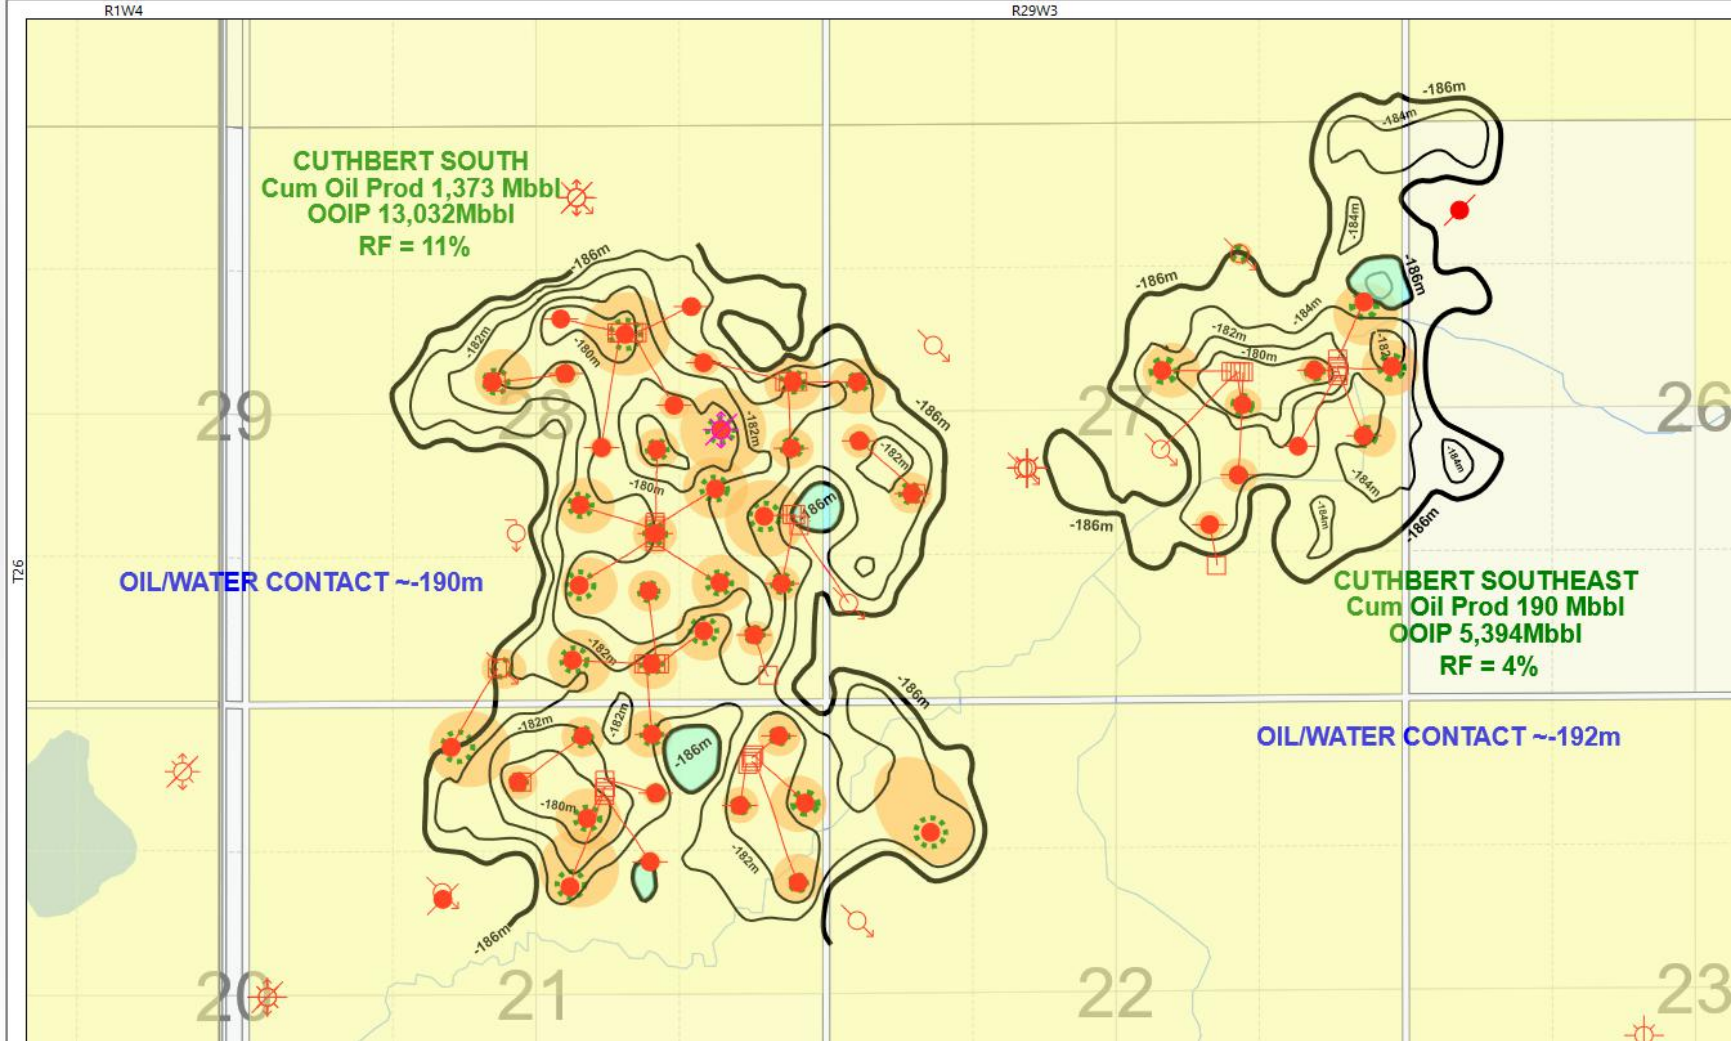 R1W4
R29W3
-186m
-184m
CUTHBERT SOUTH
Cum Oil Prod 1,373 Mbbl
OOIP 13,032Mbbl
RF = 11%
-184m
-186m
-186m
-186m
-184m
-182m
-182m
-180m
-182m
-180m
-182m
29
28
27
26
-186m
-182m
-182m
-184m
-184m
-180m
-186m
-184m
-186m
-186m
T26
OIL/WATER CONTACT ~-190m
CUTHBERT SOUTHEAST
Cum Oil Prod 190 Mbbl
OOIP 5,394Mbbl
RF = 4%
-182m
-186m
-182m
-182m
-186m
OIL/WATER CONTACT ~-192m
-180m
-182m
-186m
20
21
22
23